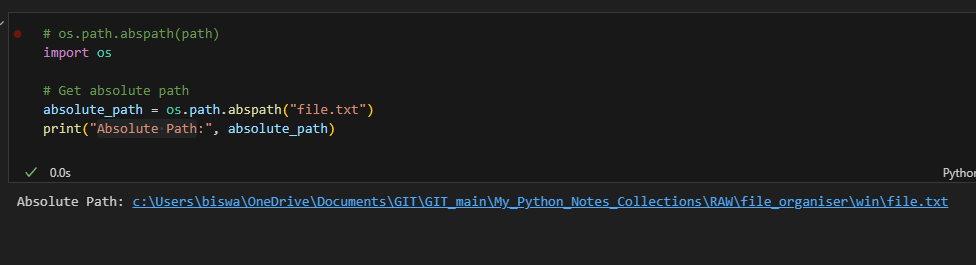 # os.path.abspath(path)
import os
# Get absolute path
absolute_path = os.path.abspath("file.txt")
print("Absolute Path:", absolute_path)
0.0s
Absolute Path: c:\Users\biswa\OneDrive\Documents\GIT\GIT_main\My_Python_Notes_Collections\RAW\file_organiser\win\file.txt